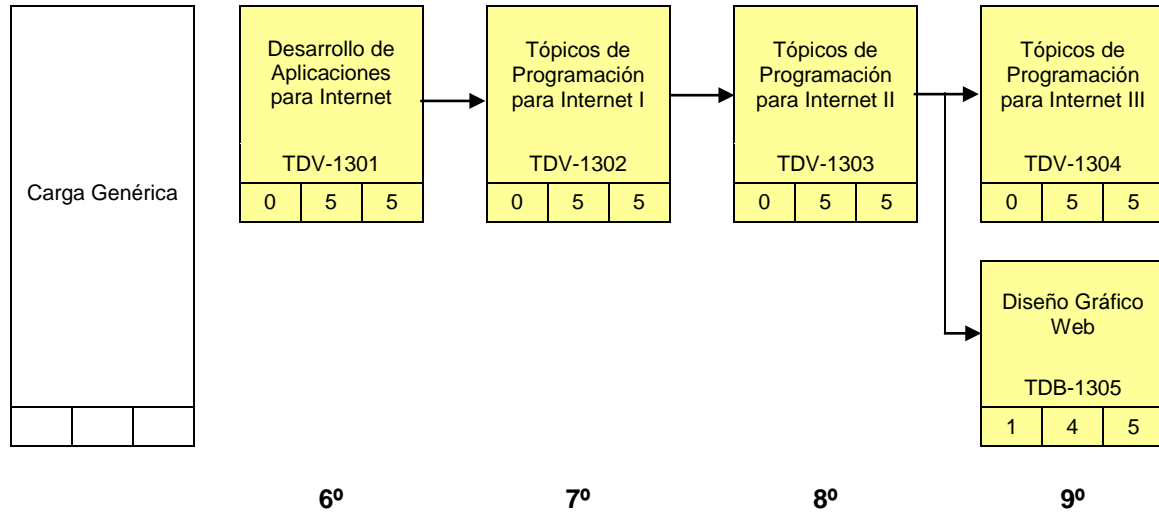 Carga Genérica
Desarrollo de
Aplicaciones
para Internet
TDV-1301
0 5 5
Tópicos de
Programación
para Internet I
TDV-1302
0 5 5
Tópicos de
Programación
para Internet II
TDV-1303
0 5 5
Tópicos de
Programación
para Internet III
TDV-1304
0 5 5
Diseño Gráfico
Web
TDB-1305
1 4 5
6º 7º 8º 9º